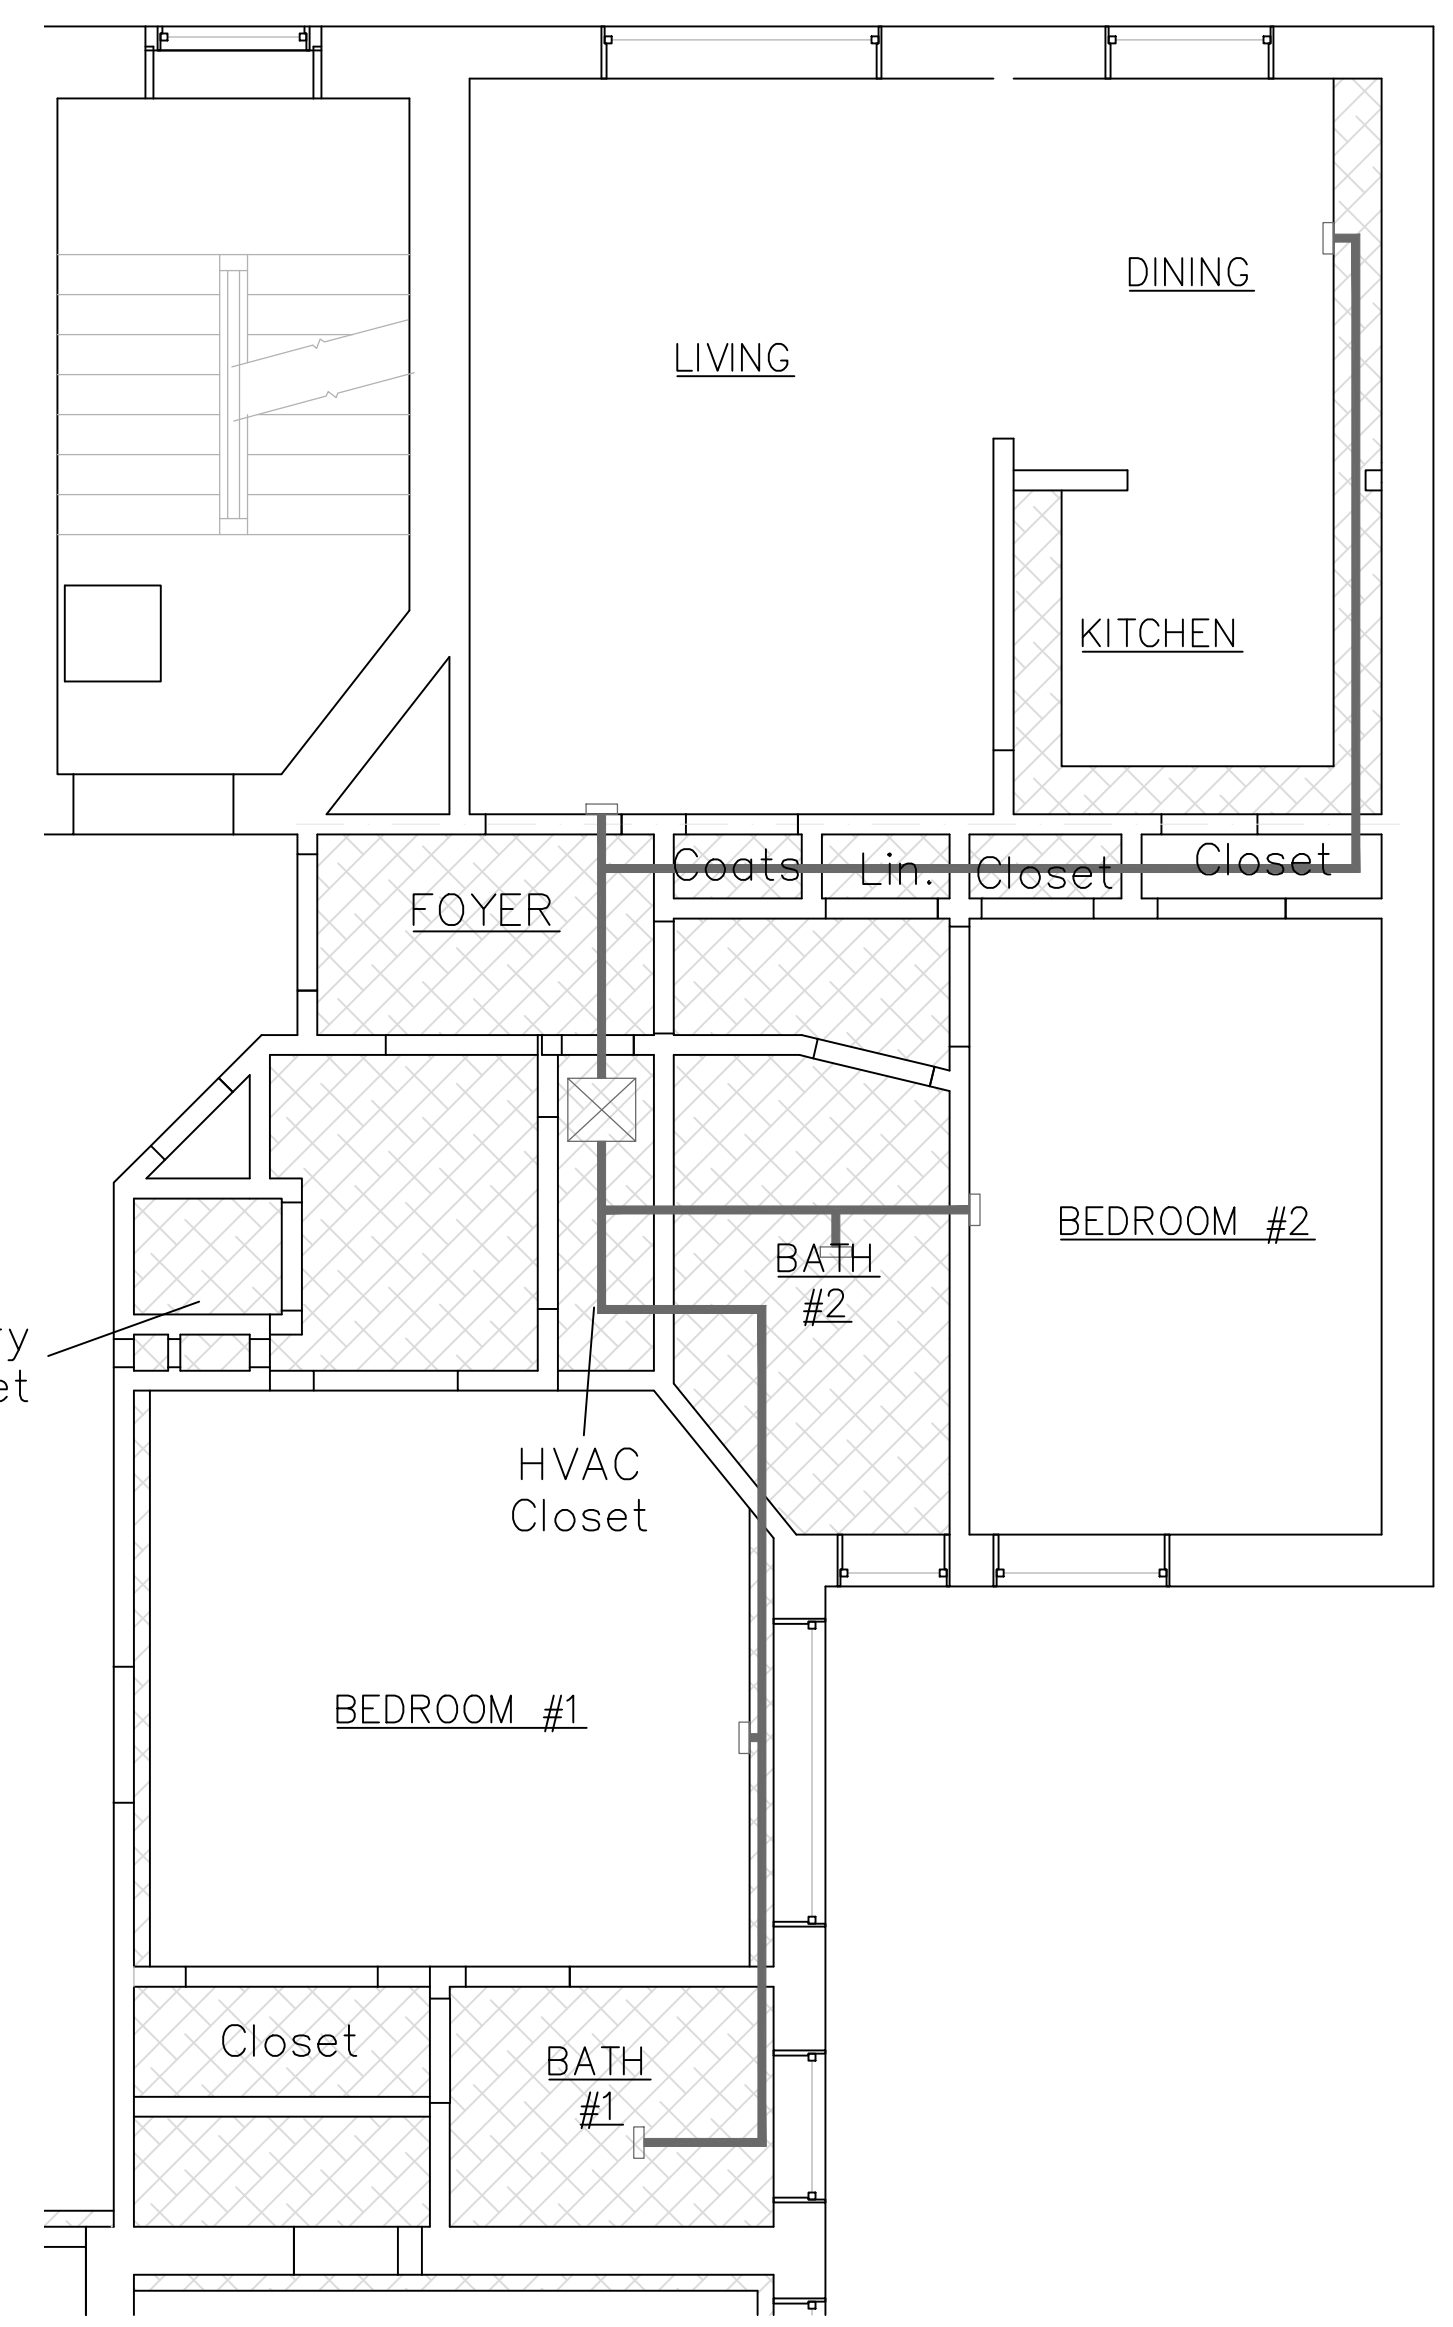 DINING
LIVING
KITCHEN
Coats
Lin.
Closet
Closet
FOYER
BEDROOM #2
BATH
#2
HVAC
Closet
BEDROOM #1
Closet
BATH
#1